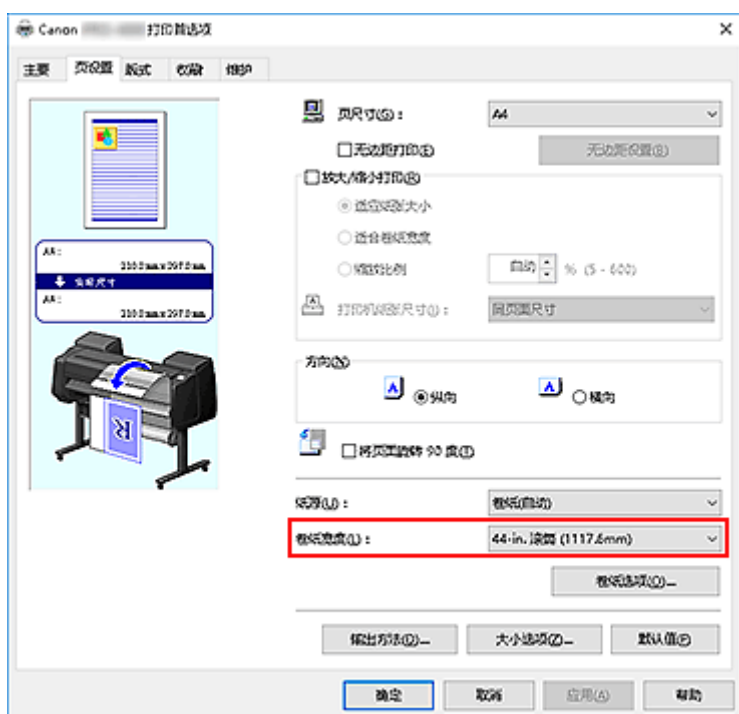 Canon 打印首选项
主要 页设置 版式 收藏 维护
页尺寸(S)： A4
无边距打印(E) 无边距设置(B)
放大/缩小打印(R)
适应纸张大小
适合卷纸宽度
缩放比例 自动 % (5 - 600)
打印机纸张尺寸(J)： 同页面尺寸
A4:
210.0mm x 297.0mm
实际尺寸
A4:
210.0mm x 297.0mm
方向(N)
纵向 横向
将页面旋转 90 度(T)
纸源(U)： 卷纸(自动)
卷纸宽度(L)： 44-in. 滚筒 (1117.6mm)
卷纸选项(O)...
输出方法(D)... 大小选项(Z)... 默认值(F)
确定 取消 应用(A) 帮助